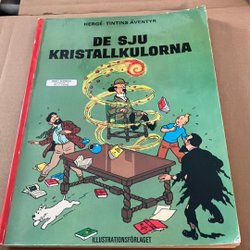 HERGÉ: TINTINS ÄVENTYR
DE SJU
KRISTALLKULORNA
ILLUSTRATIONSFÖRLAGET